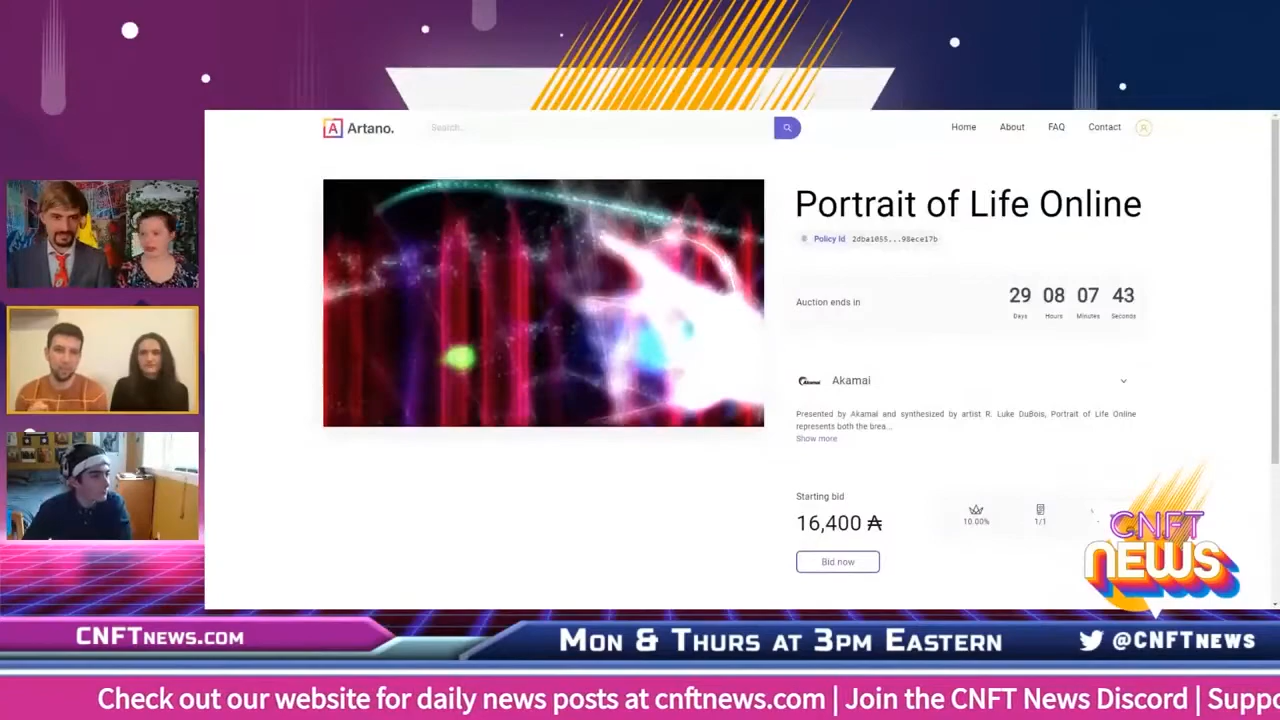 Artano.
Search...
Home About FAQ Contact
Portrait of Life Online
Policy Id 2dba1055...98ece17b
Auction ends in
29 08 07 43
Days Hours Minutes Seconds
Akamai
Presented by Akamai and synthesized by artist R. Luke DuBois, Portrait of Life Online
represents both the brea...
Show more
Starting bid
16,400 ₳
10.00% 1/1
Bid now
CNFT
NEWS
CNFTNEWS.COM
MON & THURS AT 3PM EASTERN
@CNFTNEWS
Check out our website for daily news posts at cnftnews.com | Join the CNFT News Discord | Suppo